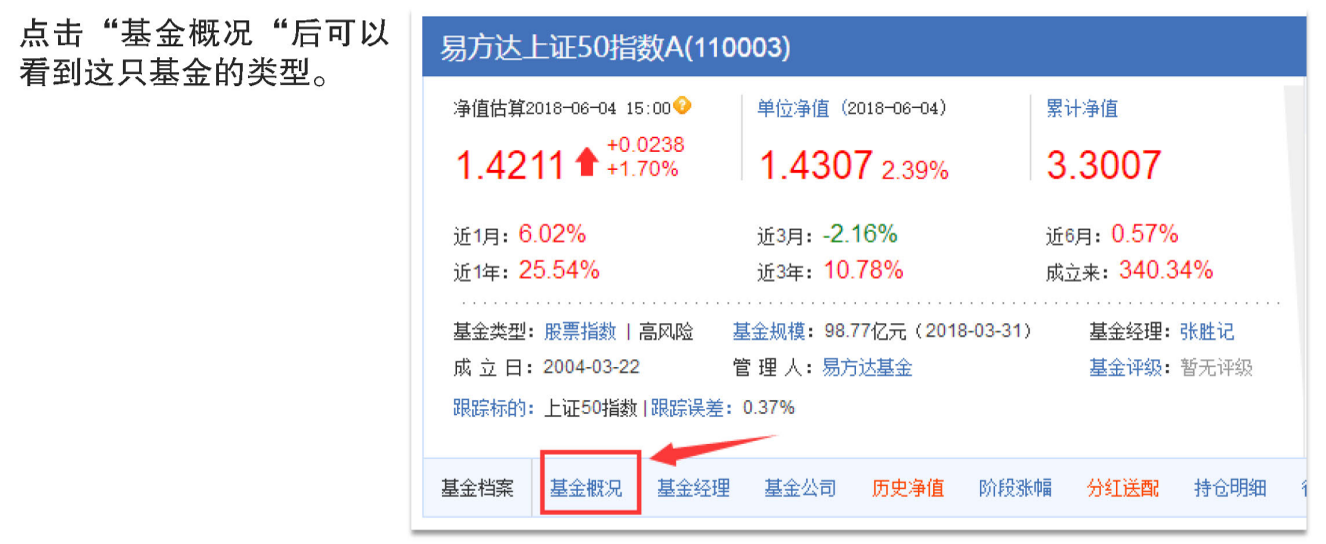 点击“基金概况“后可以
看到这只基金的类型。
易方达上证50指数A(110003)
净值估算2018-06-04 15:00 单位净值（2018-06-04） 累计净值
1.4211 +0.0238 +1.70% 1.4307 2.39% 3.3007
近1月：6.02% 近3月：-2.16% 近6月：0.57%
近1年：25.54% 近3年：10.78% 成立来：340.34%
基金类型：股票指数 | 高风险 基金规模：98.77亿元（2018-03-31） 基金经理：张胜记
成 立 日：2004-03-22 管 理 人：易方达基金 基金评级：暂无评级
跟踪标的：上证50指数 | 跟踪误差：0.37%
基金档案 基金概况 基金经理 基金公司 历史净值 阶段涨幅 分红送配 持仓明细